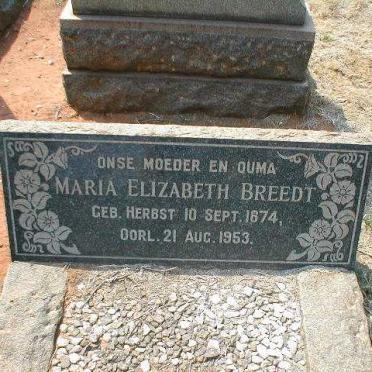 ONSE MOEDER EN OUMA
MARIA ELIZABETH BREEDT
GEB. HERBST 10 SEPT. 1874,
OORL. 21 AUG. 1953.